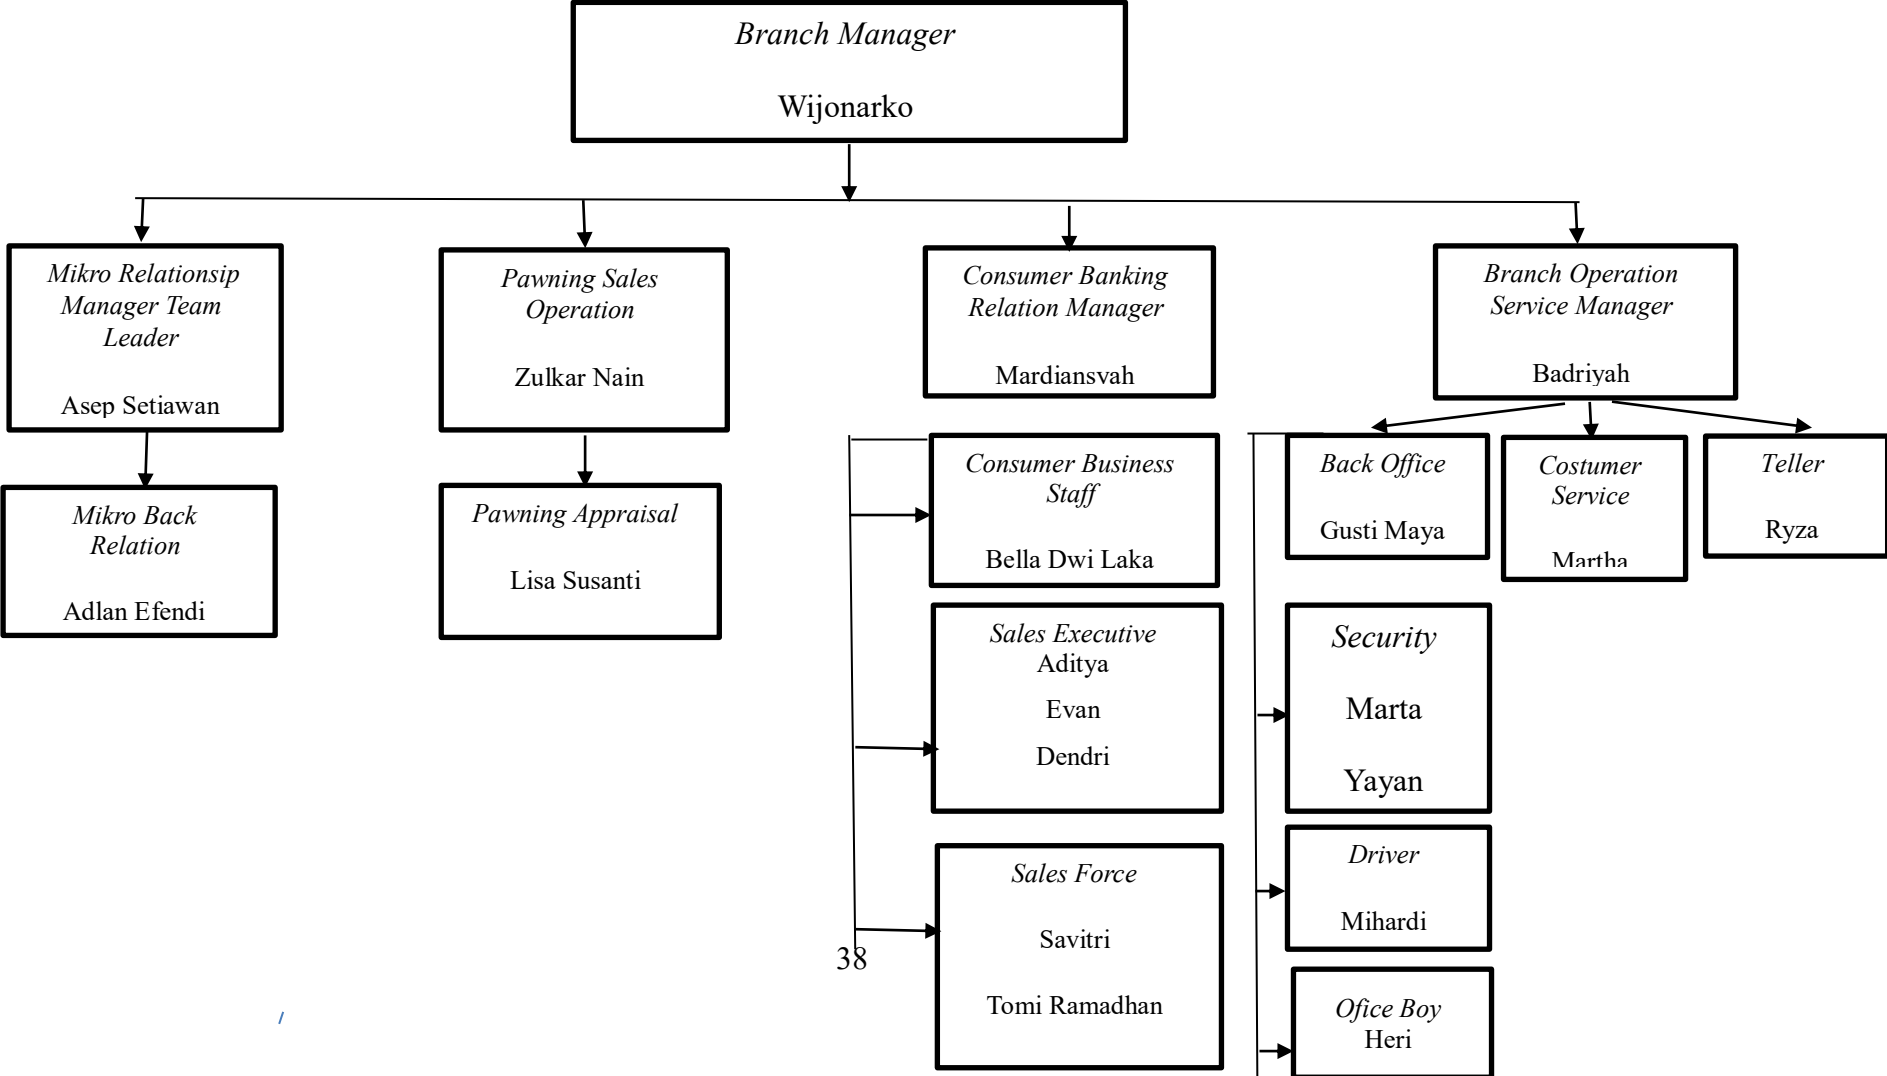 Branch Manager
Wijonarko
Mikro Relationsip
Manager Team
Leader
Asep Setiawan
Pawning Sales
Operation
Zulkar Nain
Consumer Banking
Relation Manager
Mardiansyah
Branch Operation
Service Manager
Badriyah
Mikro Back
Relation
Adlan Efendi
Pawning Appraisal
Lisa Susanti
Consumer Business
Staff
Bella Dwi Laka
Back Office
Gusti Maya
Costumer
Service
Martha
Teller
Ryza
Sales Executive
Aditya
Evan
Dendri
Security
Marta
Yayan
Sales Force
Savitri
Tomi Ramadhan
Driver
Mihardi
Ofice Boy
Heri
38